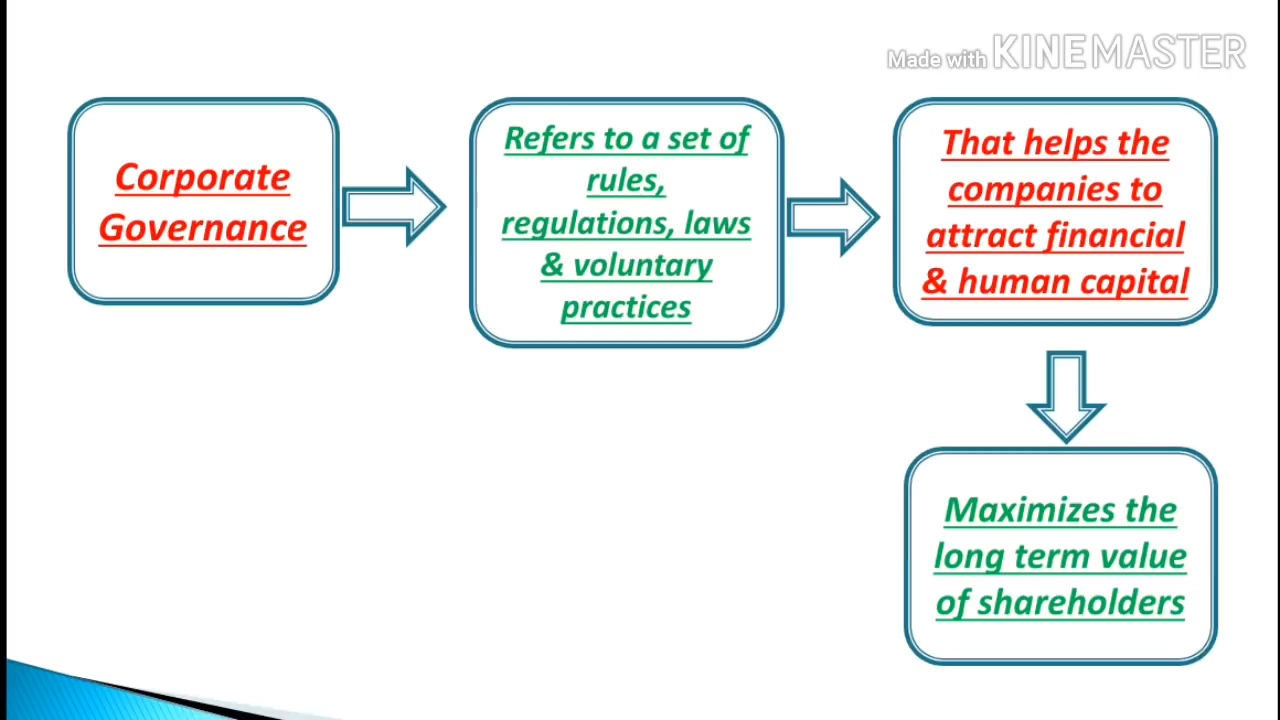 Made with KINEMASTER
Corporate
Governance
Refers to a set of
rules,
regulations, laws
& voluntary
practices
That helps the
companies to
attract financial
& human capital
Maximizes the
long term value
of shareholders